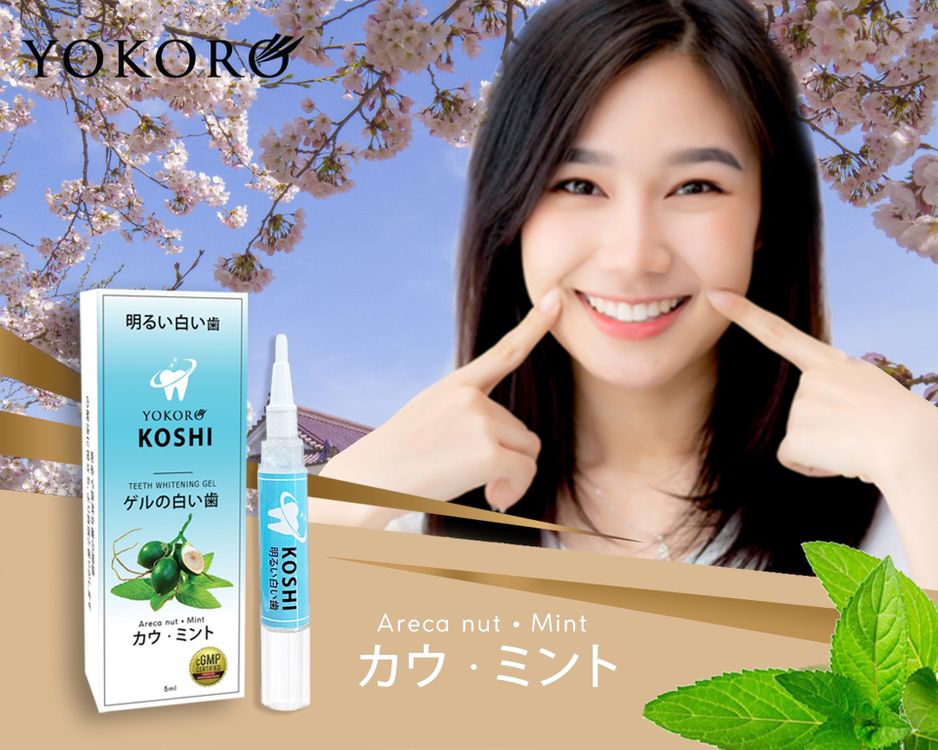 YOKORO
明るい白い歯
YOKORO
KOSHI
TEETH WHITENING GEL
ゲルの白い歯
Areca nut • Mint
カウ・ミント
cGMP
CERTIFIED
5ml
KOSHI
明るい白い歯
Areca nut • Mint
カウ・ミント